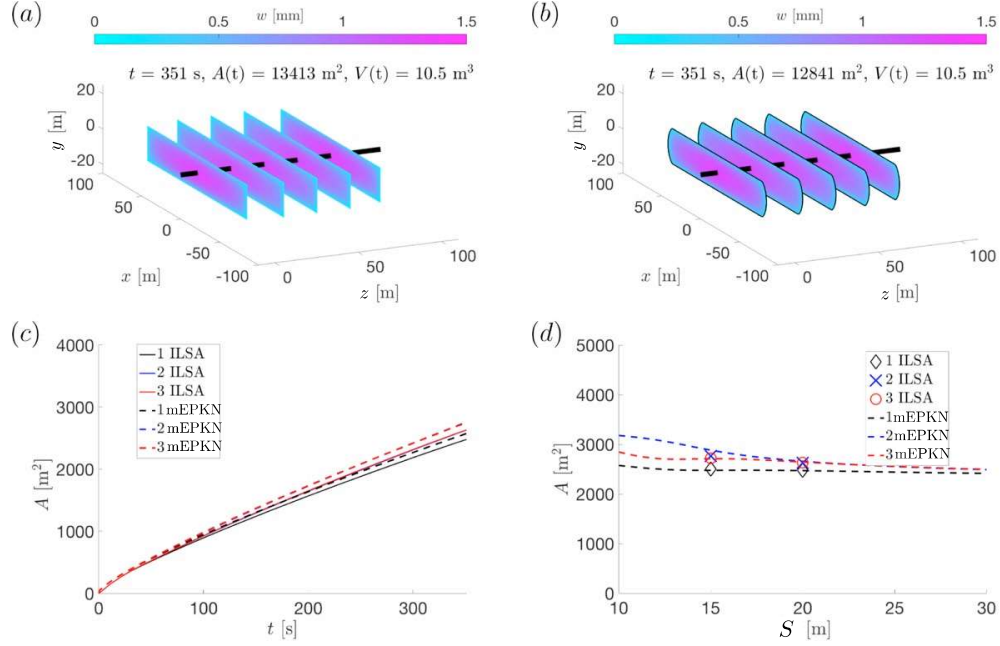 (a)
w [mm]
0 0.5 1 1.5
t = 351 s, A(t) = 13413 m², V(t) = 10.5 m³
20
0
-20
y [m]
100
50
0
-50
-100
x [m]
0
50
100
z [m]
(b)
w [mm]
0 0.5 1 1.5
t = 351 s, A(t) = 12841 m², V(t) = 10.5 m³
20
0
-20
y [m]
100
50
0
-50
-100
x [m]
0
50
100
z [m]
(c)
4000
3000
2000
1000
0
A [m²]
1 ILSA
2 ILSA
3 ILSA
1 mEPKN
2 mEPKN
3 mEPKN
0 100 200 300
t [s]
(d)
5000
4000
3000
2000
1000
0
A [m²]
1 ILSA
2 ILSA
3 ILSA
1mEPKN
2mEPKN
3mEPKN
10 15 20 25 30
S [m]